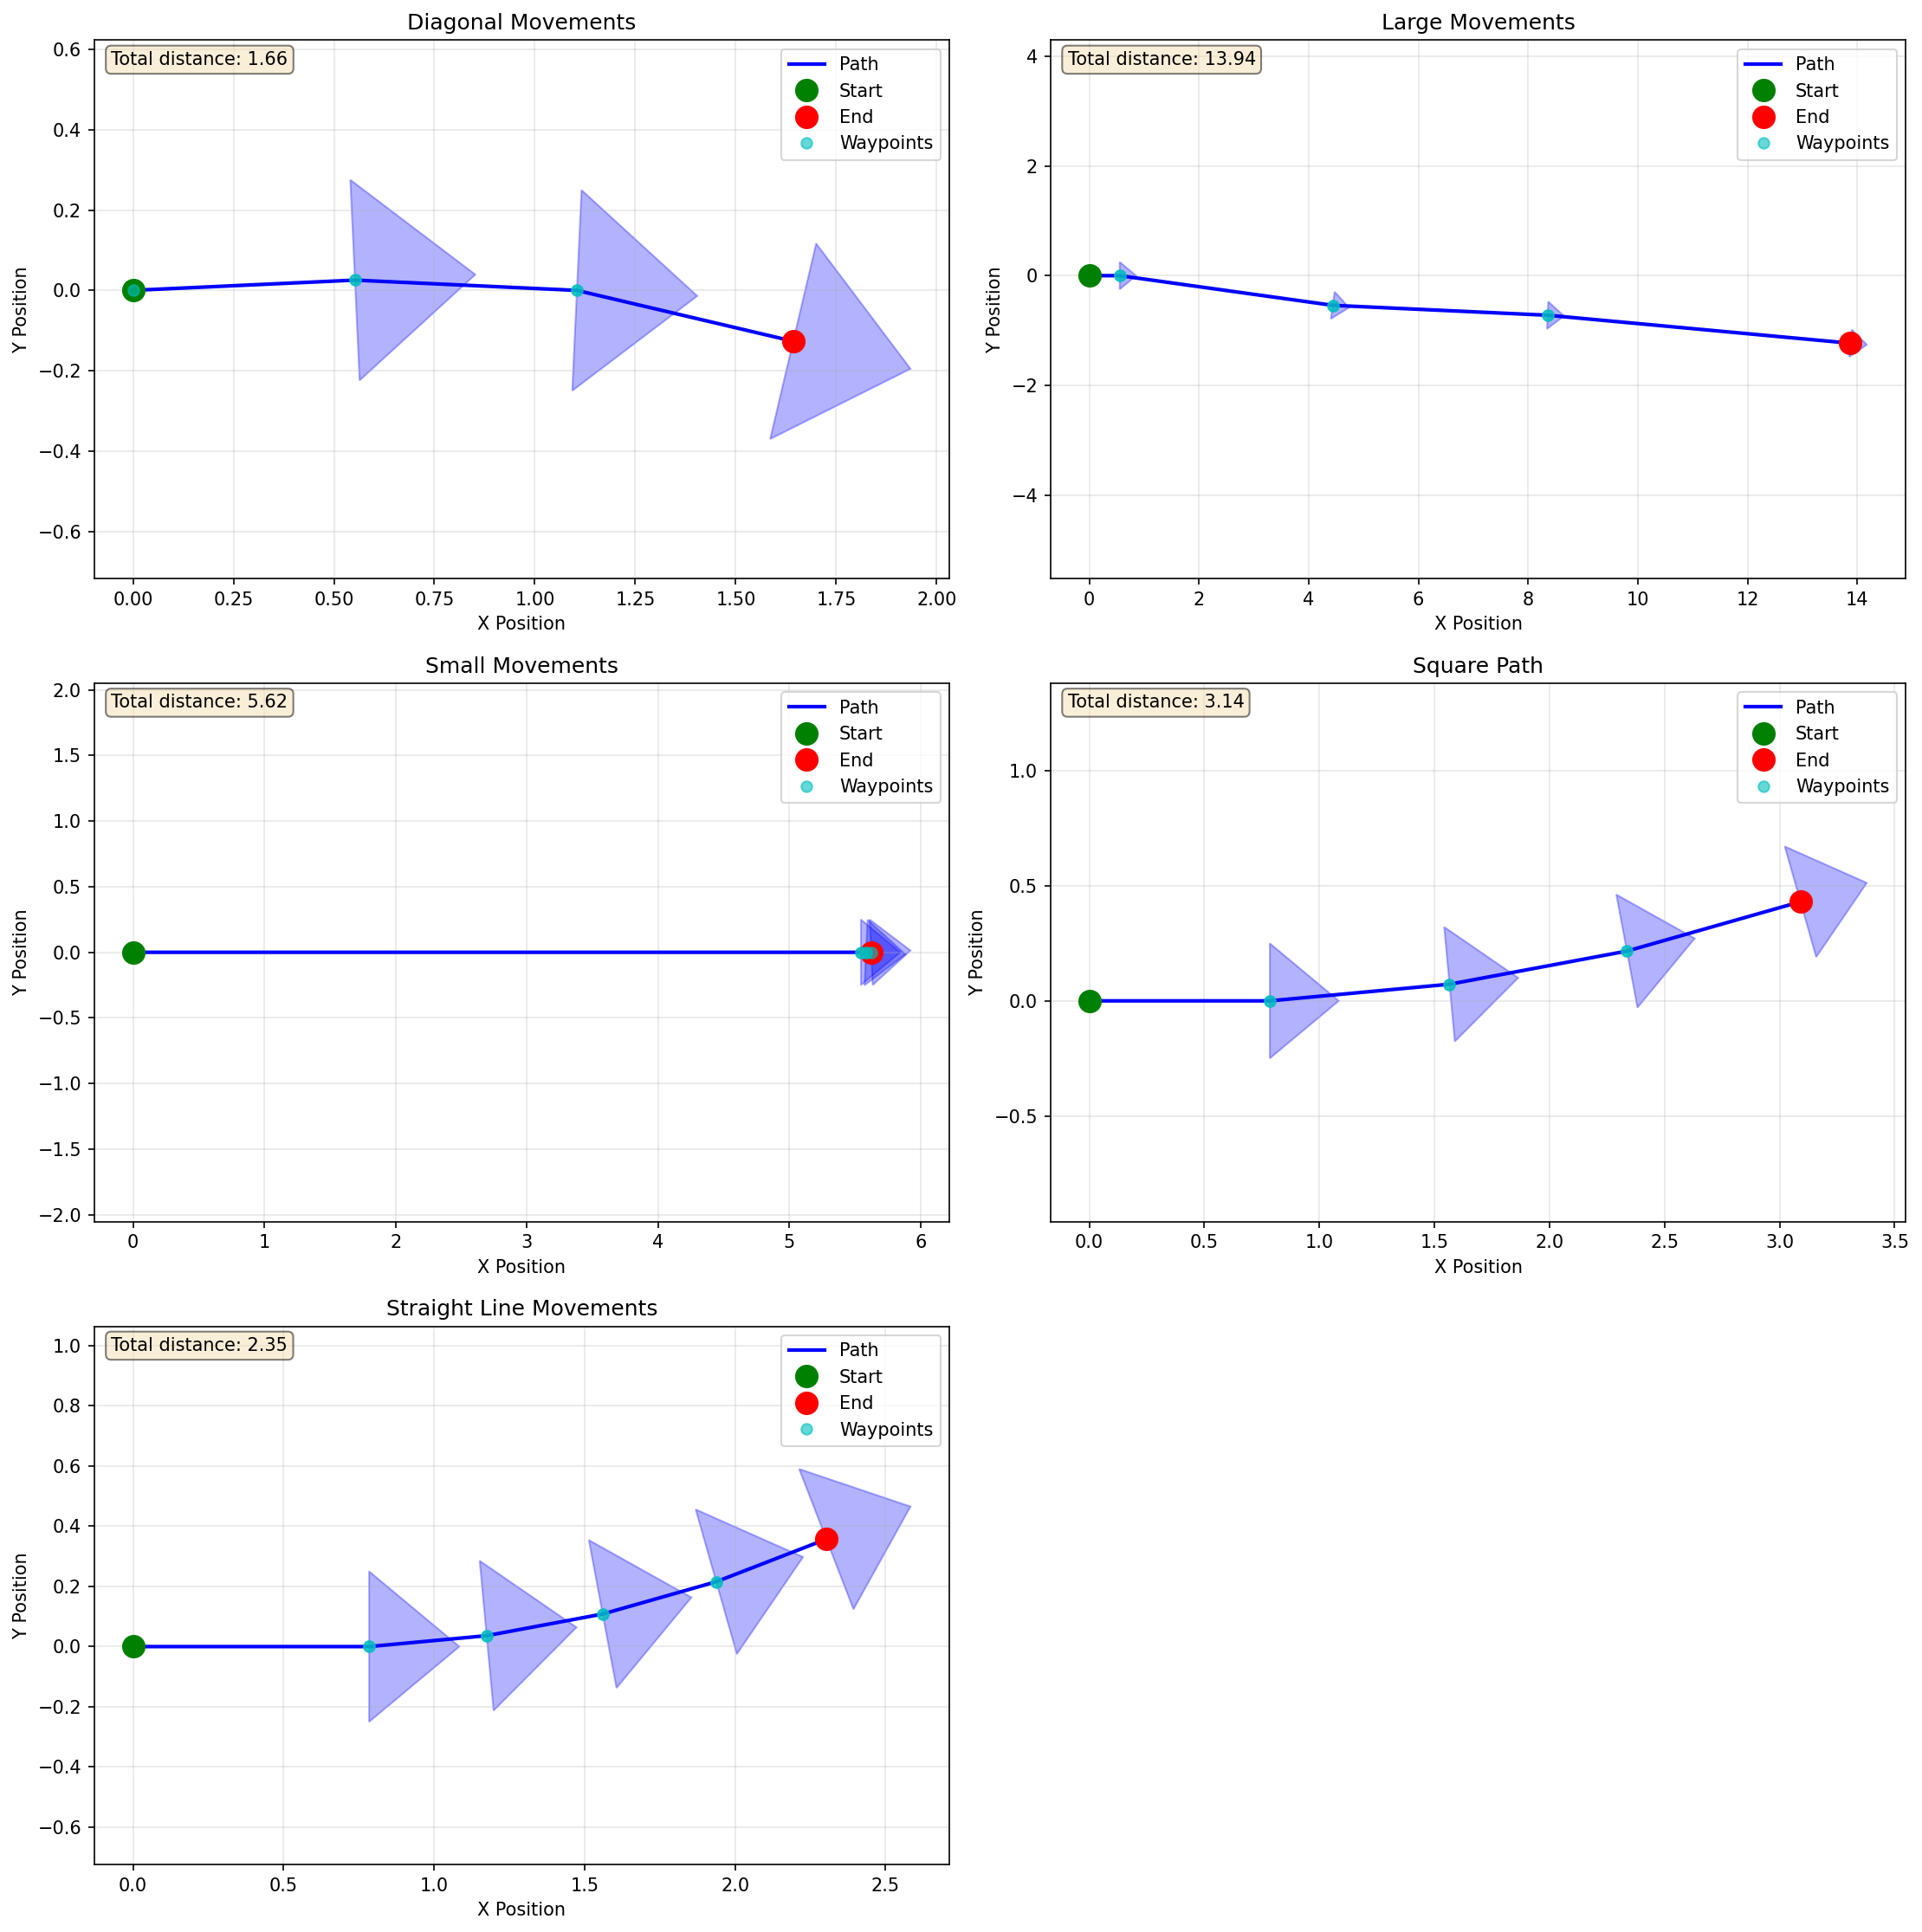 Diagonal Movements
Total distance: 1.66
Path
Start
End
Waypoints
0.6
0.4
0.2
0.0
−0.2
−0.4
−0.6
Y Position
0.00 0.25 0.50 0.75 1.00 1.25 1.50 1.75 2.00
X Position
Large Movements
Total distance: 13.94
Path
Start
End
Waypoints
4
2
0
−2
−4
Y Position
0 2 4 6 8 10 12 14
X Position
Small Movements
Total distance: 5.62
Path
Start
End
Waypoints
2.0
1.5
1.0
0.5
0.0
−0.5
−1.0
−1.5
−2.0
Y Position
0 1 2 3 4 5 6
X Position
Square Path
Total distance: 3.14
Path
Start
End
Waypoints
1.0
0.5
0.0
−0.5
Y Position
0.0 0.5 1.0 1.5 2.0 2.5 3.0 3.5
X Position
Straight Line Movements
Total distance: 2.35
Path
Start
End
Waypoints
1.0
0.8
0.6
0.4
0.2
0.0
−0.2
−0.4
−0.6
Y Position
0.0 0.5 1.0 1.5 2.0 2.5
X Position